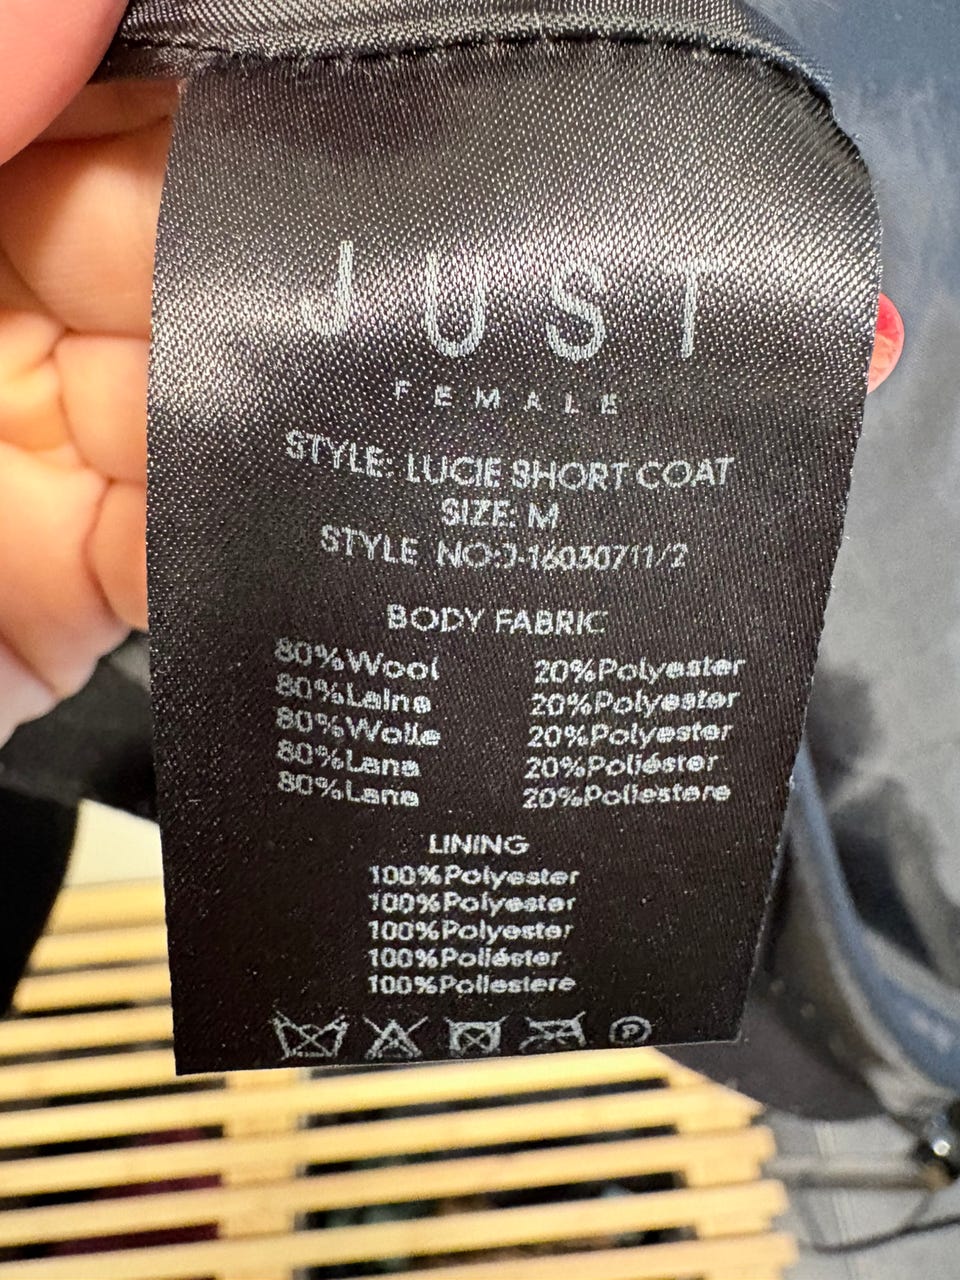 JUST
FEMALE
STYLE: LUCIE SHORT COAT
SIZE: M
STYLE NO:J-16030711/2
BODY FABRIC
80%Wool 20%Polyester
80%Laine 20%Polyester
80%Wolle 20%Polyester
80%Lana 20%Poliéster
80%Lana 20%Poliestere
LINING
100%Polyester
100%Polyester
100%Polyester
100%Poliéster
100%Poliestere
P